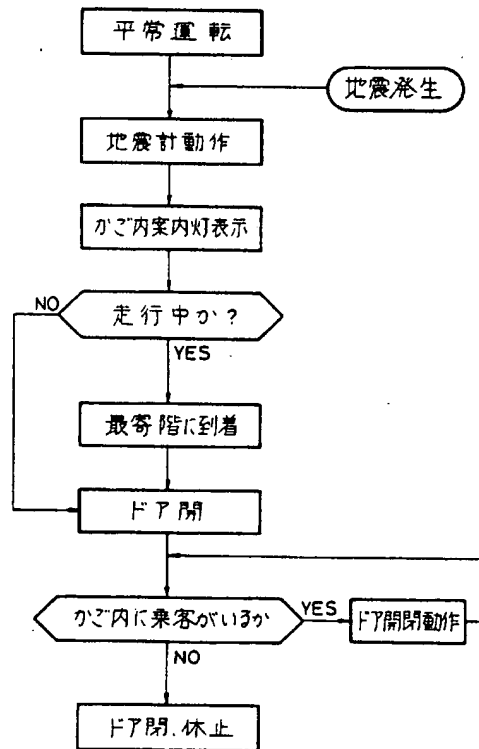 平常運転
地震発生
地震計動作
かご内案内灯表示
走行中か?
NO
YES
最寄階に到着
ドア開
かご内に乗客がいるか
YES
ドア開閉動作
NO
ドア閉、休止